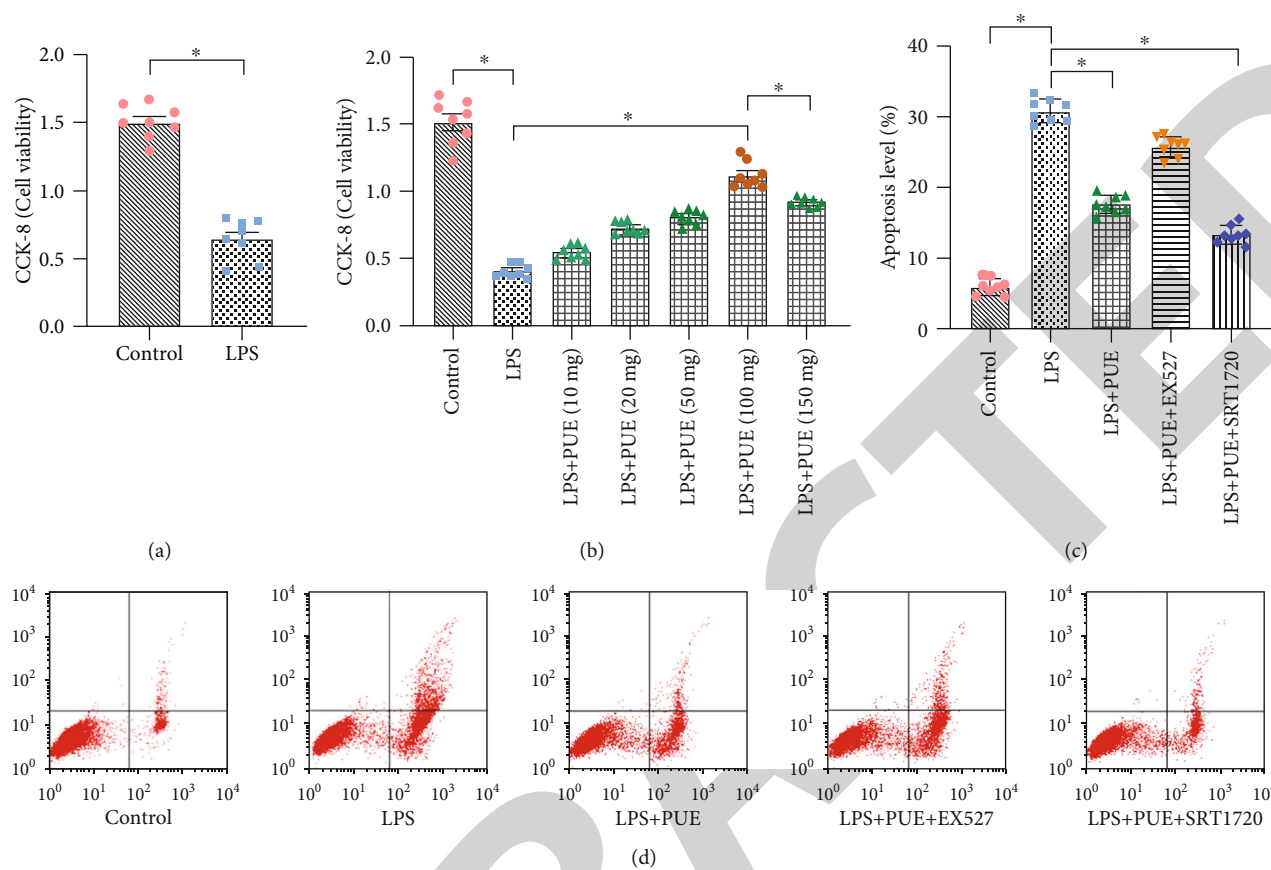 CCK-8 (Cell viability)
2.0
1.5
1.0
0.5
0.0
*
Control
LPS
(a)
CCK-8 (Cell viability)
2.0
1.5
1.0
0.5
0.0
*
*
*
Control
LPS
LPS+PUE (10 mg)
LPS+PUE (20 mg)
LPS+PUE (50 mg)
LPS+PUE (100 mg)
LPS+PUE (150 mg)
(b)
Apoptosis level (%)
40
30
20
10
0
*
*
*
Control
LPS
LPS+PUE
LPS+PUE+EX527
LPS+PUE+SRT1720
(c)
10⁴
10³
10²
10¹
10⁰
10⁰ 10¹ 10² 10³ 10⁴
Control
10⁴
10³
10²
10¹
10⁰
10⁰ 10¹ 10² 10³ 10⁴
LPS
10⁴
10³
10²
10¹
10⁰
10⁰ 10¹ 10² 10³ 10⁴
LPS+PUE
10⁴
10³
10²
10¹
10⁰
10⁰ 10¹ 10² 10³ 10⁴
LPS+PUE+EX527
10⁴
10³
10²
10¹
10⁰
10⁰ 10¹ 10² 10³ 10
LPS+PUE+SRT1720
(d)